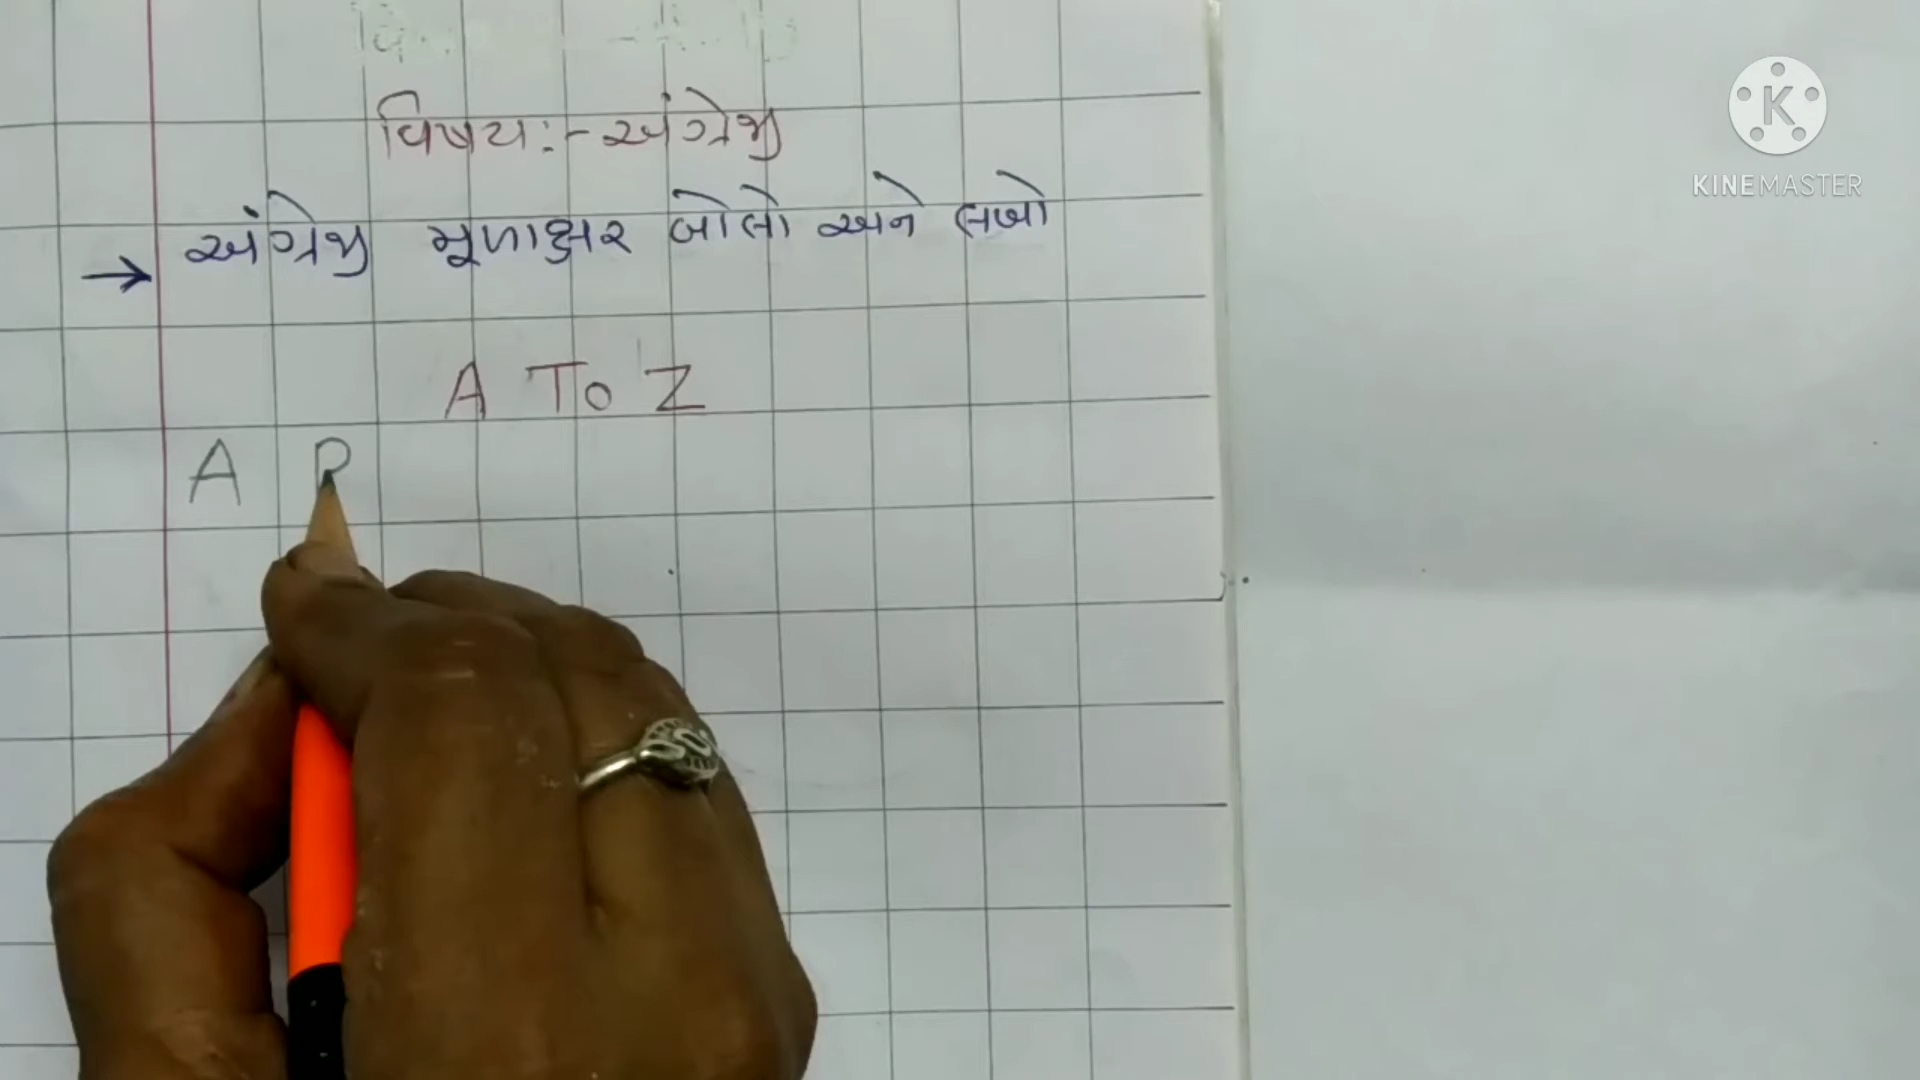 વિષય:- અંગ્રેજી
→ અંગ્રેજી મૂળાક્ષર બોલો અને લખો
A To Z
A P
K
KINEMASTER